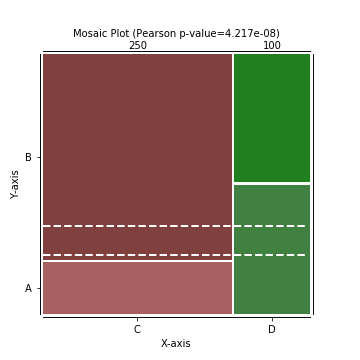 Mosaic Plot (Pearson p-value=4.217e-08)
250 100
B
Y-axis
A
C D
X-axis